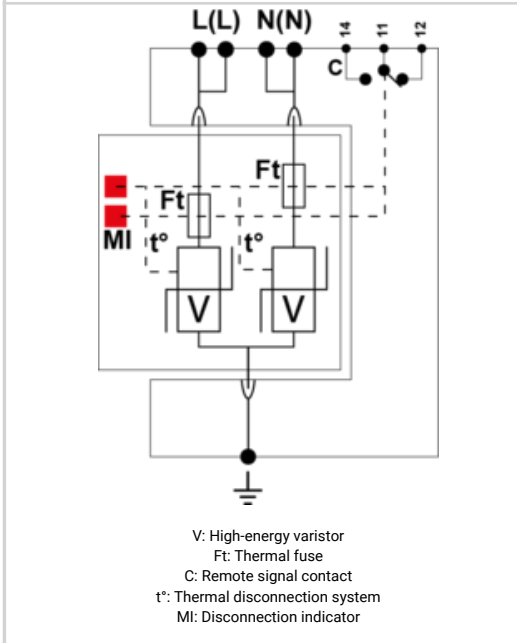 L(L) N(N) 14 11 12
C
Ft
Ft
MI t° t°
V V
V: High-energy varistor
Ft: Thermal fuse
C: Remote signal contact
t°: Thermal disconnection system
MI: Disconnection indicator